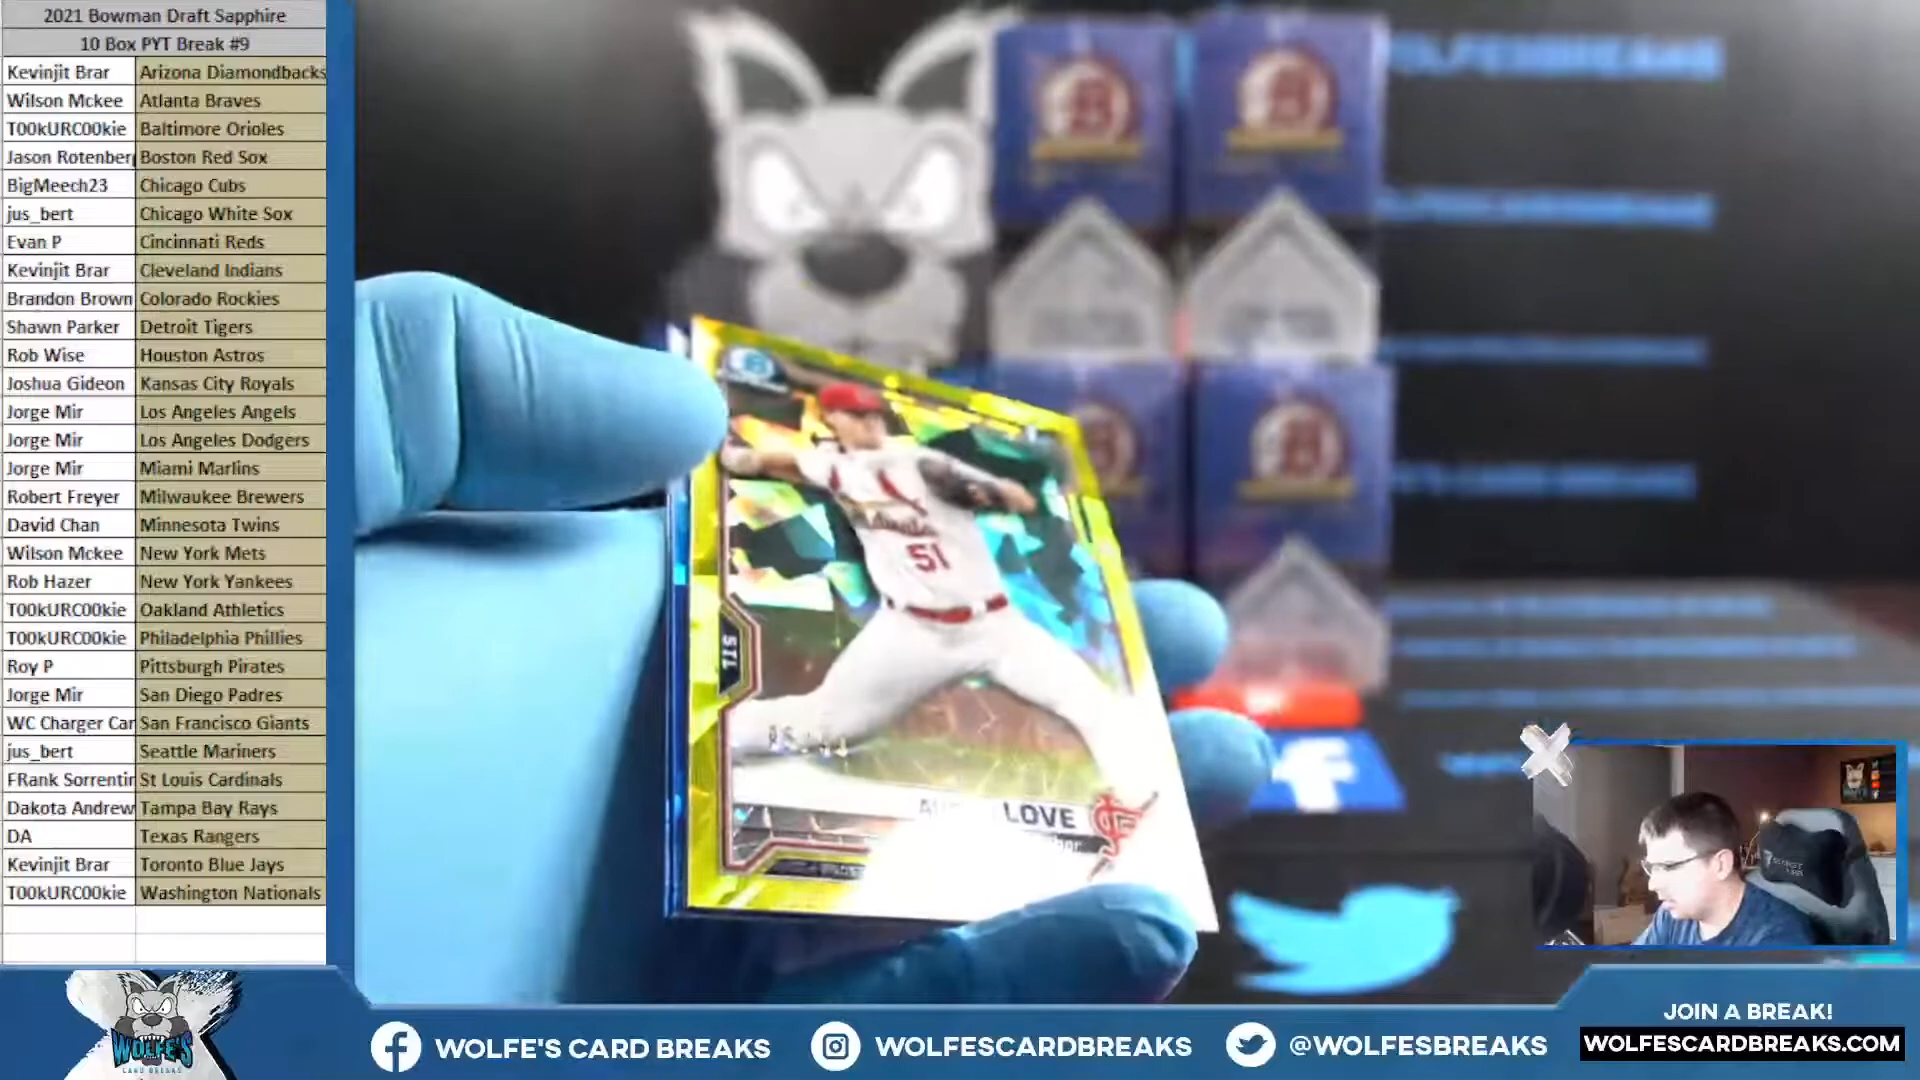 2021 Bowman Draft Sapphire
10 Box PYT Break #9
Kevinjit Brar Arizona Diamondbacks
Wilson Mckee Atlanta Braves
T00kURC00kie Baltimore Orioles
Jason Rotenber Boston Red Sox
BigMeech23 Chicago Cubs
jus_bert Chicago White Sox
Evan P Cincinnati Reds
Kevinjit Brar Cleveland Indians
Brandon Brown Colorado Rockies
Shawn Parker Detroit Tigers
Rob Wise Houston Astros
Joshua Gideon Kansas City Royals
Jorge Mir Los Angeles Angels
Jorge Mir Los Angeles Dodgers
Jorge Mir Miami Marlins
Robert Freyer Milwaukee Brewers
David Chan Minnesota Twins
Wilson Mckee New York Mets
Rob Hazer New York Yankees
T00kURC00kie Oakland Athletics
T00kURC00kie Philadelphia Phillies
Roy P Pittsburgh Pirates
Jorge Mir San Diego Padres
WC Charger Car San Francisco Giants
jus_bert Seattle Mariners
FRank Sorrentin St Louis Cardinals
Dakota Andrew Tampa Bay Rays
DA Texas Rangers
Kevinjit Brar Toronto Blue Jays
T00kURC00kie Washington Nationals
51
STL
LOVE
WOLFE'S
CARD BREAKS
WOLFE'S CARD BREAKS
WOLFESCARDBREAKS
@WOLFESBREAKS
JOIN A BREAK!
WOLFESCARDBREAKS.COM